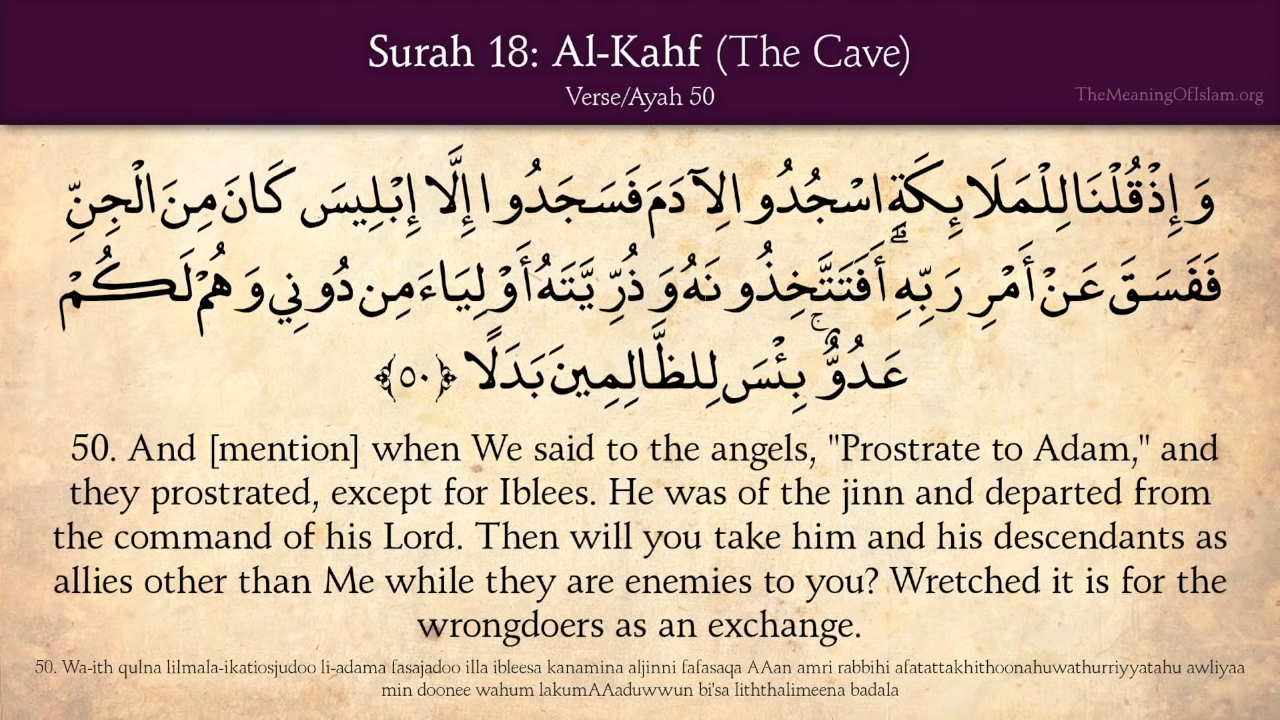 Surah 18: Al-Kahf (The Cave)
Verse/Ayah 50
TheMeaningOfIslam.org
وَإِذْ قُلْنَا لِلْمَلَايِكَةِ اسْجُدُوا لِآدَمَ فَسَجَدُوا إِلَّا إِبْلِيسَ كَانَ مِنَ الْجِنِّ
فَفَسَقَ عَنْ أَمْرِ رَبِّهِ ۗ أَفَتَتَّخِذُونَهُ وَذُرِّيَّتَهُ أَوْلِيَاءَ مِن دُونِي وَهُمْ لَكُمْ
عَدُوٌّ ۚ بِئْسَ لِلظَّالِمِينَ بَدَلًا ﴿٥٠﴾
50. And [mention] when We said to the angels, "Prostrate to Adam," and
they prostrated, except for Iblees. He was of the jinn and departed from
the command of his Lord. Then will you take him and his descendants as
allies other than Me while they are enemies to you? Wretched it is for the
wrongdoers as an exchange.
50. Wa-ith qulna lilmala-ikatiosjudoo li-adama fasajadoo illa ibleesa kanamina aljinni fafasaqa AAan amri rabbihi afatattakhithoonahuwathurriyyatahu awliyaa
min doonee wahum lakumAAaduwwun bi'sa liththalimeena badala